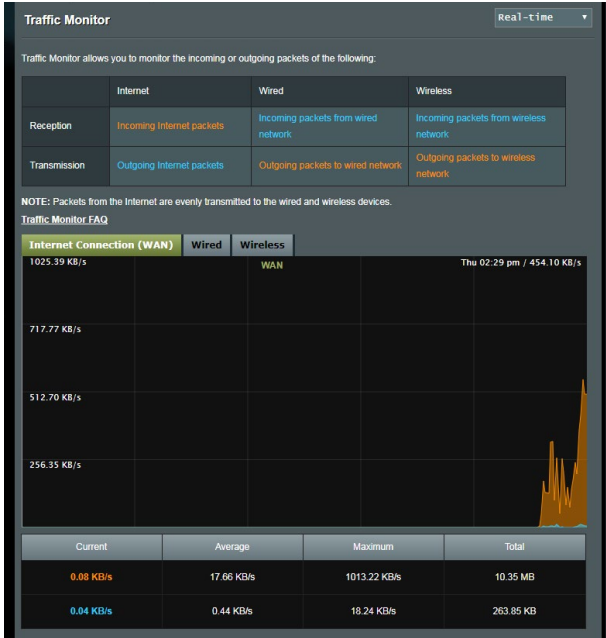 Traffic Monitor
Real-time
Traffic Monitor allows you to monitor the incoming or outgoing packets of the following:
Internet Wired Wireless
Reception Incoming Internet packets Incoming packets from wired network Incoming packets from wireless network
Transmission Outgoing Internet packets Outgoing packets to wired network Outgoing packets to wireless network
NOTE: Packets from the Internet are evenly transmitted to the wired and wireless devices.
Traffic Monitor FAQ
Internet Connection (WAN) Wired Wireless
1025.39 KB/s WAN Thu 02:29 pm / 454.10 KB/s
717.77 KB/s
512.70 KB/s
256.35 KB/s
Current Average Maximum Total
0.08 KB/s 17.66 KB/s 1013.22 KB/s 10.35 MB
0.04 KB/s 0.44 KB/s 18.24 KB/s 263.85 KB